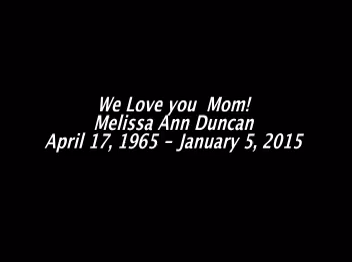 We Love you  Mom!
Melissa Ann Duncan
April 17, 1965 - January 5, 2015